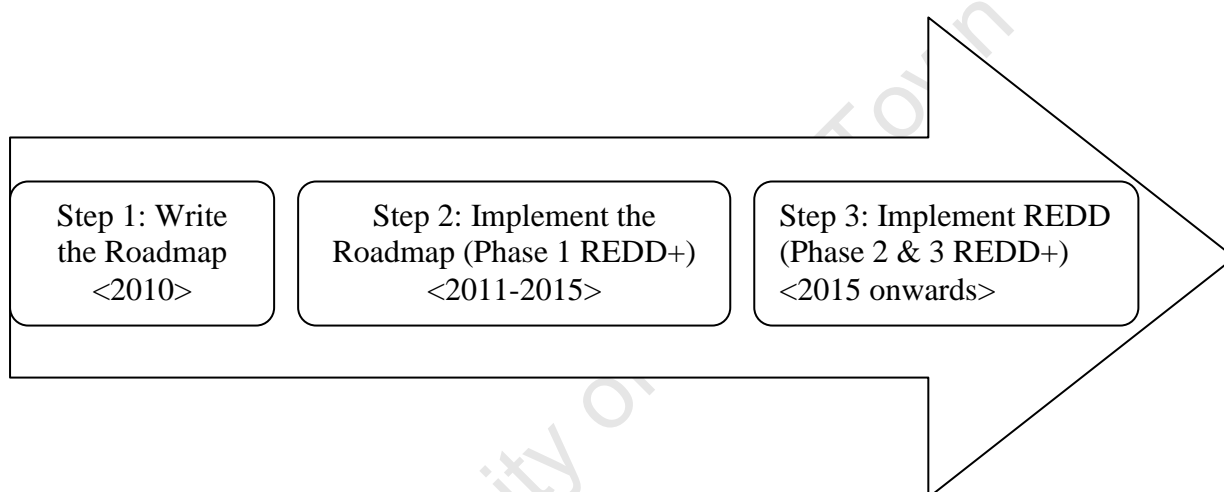 Step 1: Write
the Roadmap
<2010>
Step 2: Implement the
Roadmap (Phase 1 REDD+)
<2011-2015>
Step 3: Implement REDD
(Phase 2 & 3 REDD+)
<2015 onwards>
Town